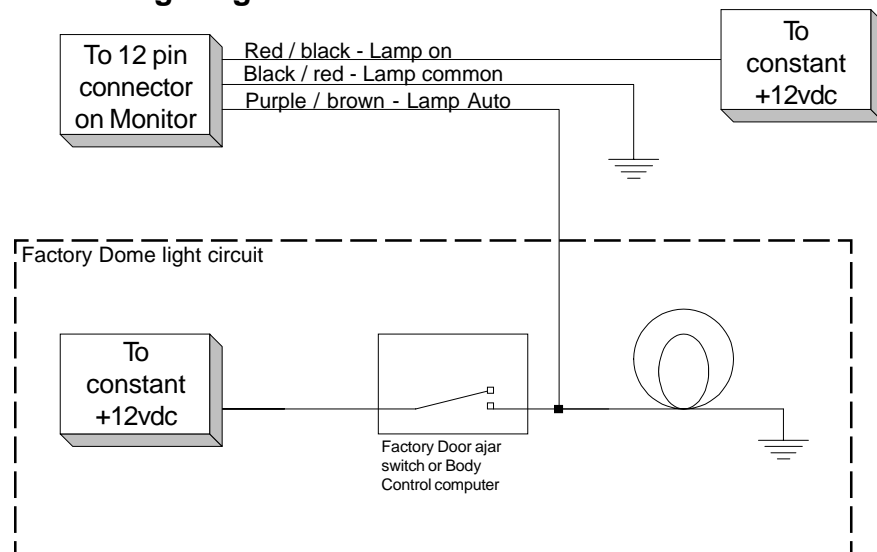 To 12 pin
connector
on Monitor
Red / black - Lamp on
Black / red - Lamp common
Purple / brown - Lamp Auto
To
constant
+12vdc
Factory Dome light circuit
To
constant
+12vdc
Factory Door ajar
switch or Body
Control computer